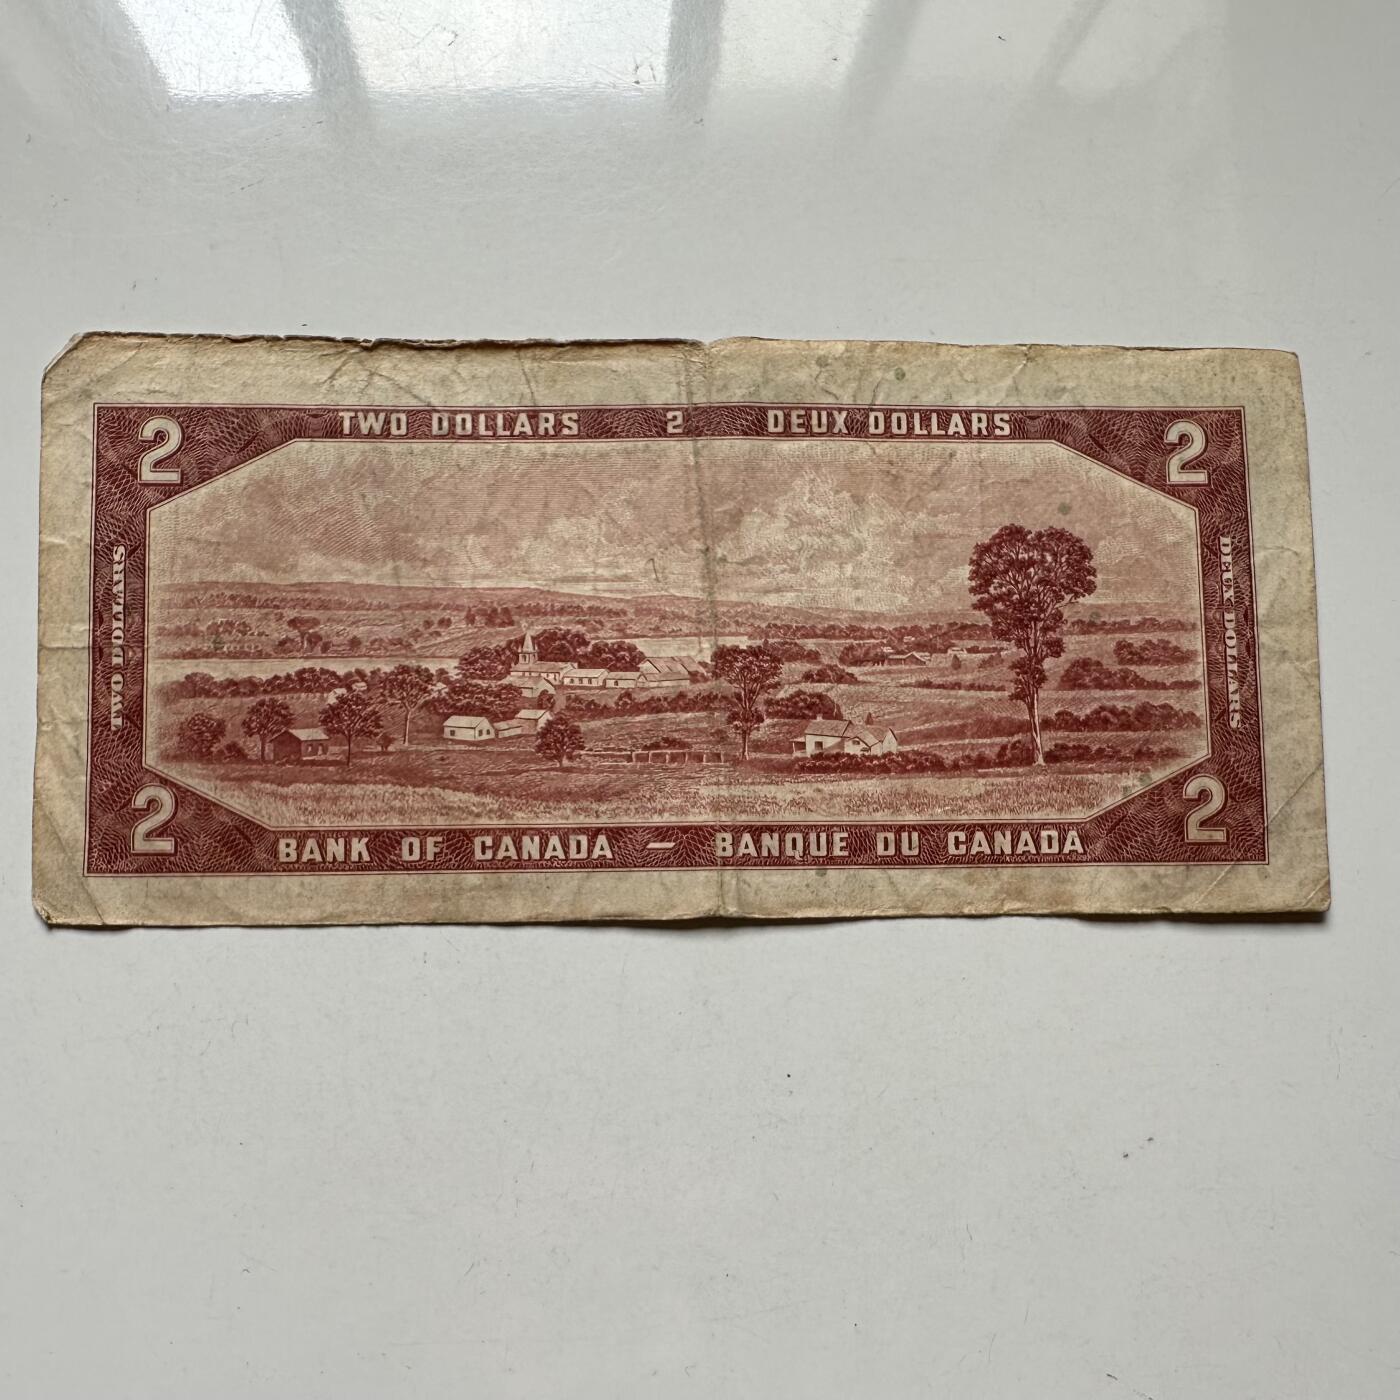 TWO DOLLARS 2 DEUX DOLLARS
2 2
TWO DOLLARS
DEUX DOLLARS
2 2
BANK OF CANADA — BANQUE DU CANADA